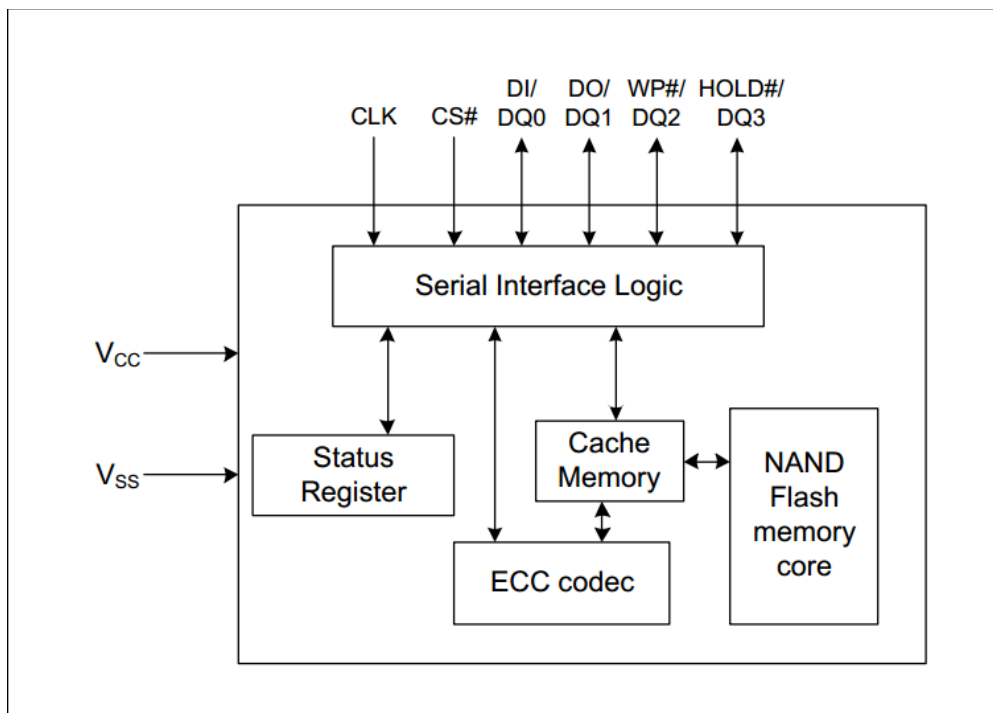 CLK
CS#
DI/
DQ0
DO/
DQ1
WP#/
DQ2
HOLD#/
DQ3
Serial Interface Logic
VCC
VSS
Status
Register
Cache
Memory
NAND
Flash
memory
core
ECC codec